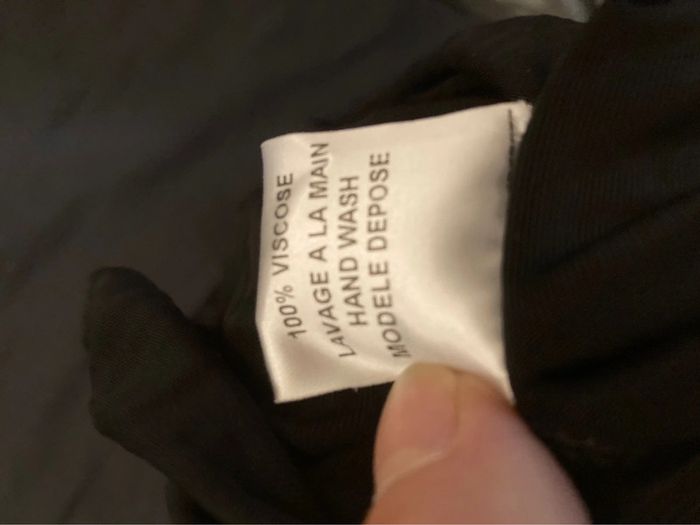 100% VISCOSE
LAVAGE A LA MAIN
HAND WASH
MODELE DEPOSE